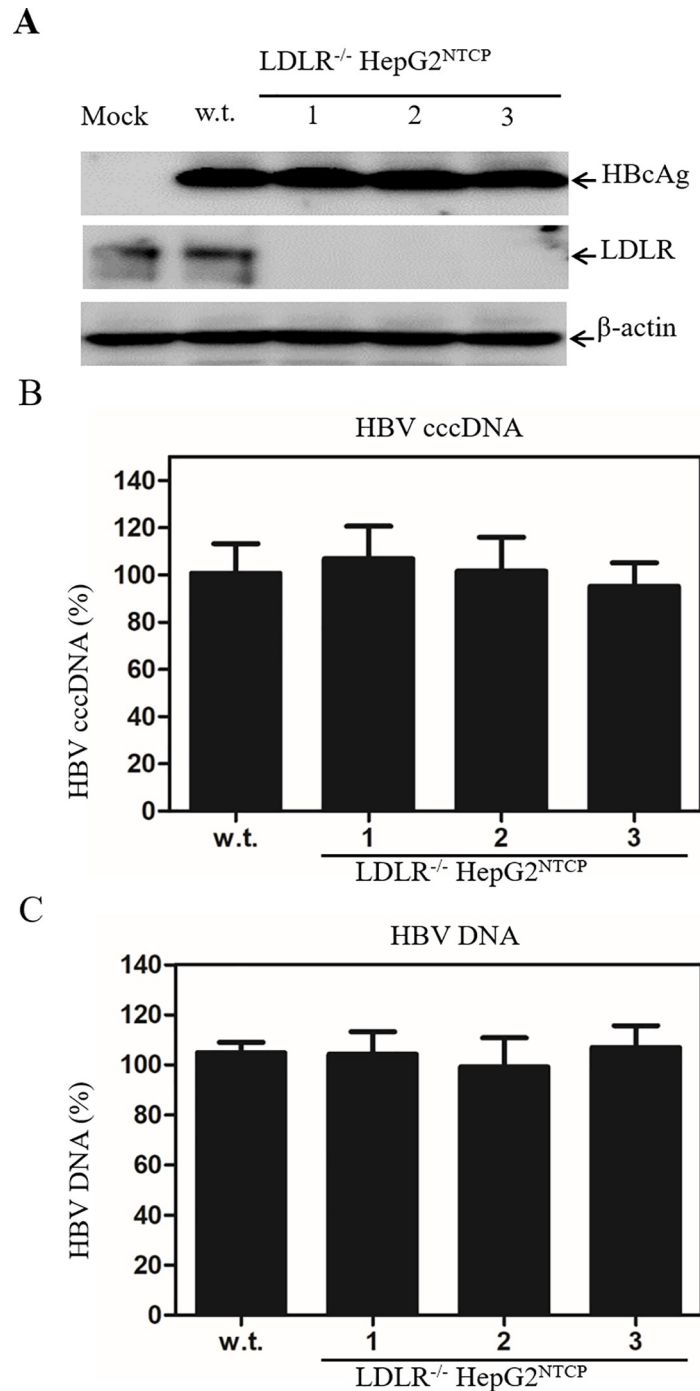 A
LDLR-/- HepG2NTCP
Mock w.t. 1 2 3
HBcAg
LDLR
β-actin
B
HBV cccDNA
HBV cccDNA (%)
140
120
100
80
60
40
20
0
w.t. 1 2 3
LDLR-/- HepG2NTCP
C
HBV DNA
HBV DNA (%)
140
120
100
80
60
40
20
0
w.t. 1 2 3
LDLR-/- HepG2NTCP